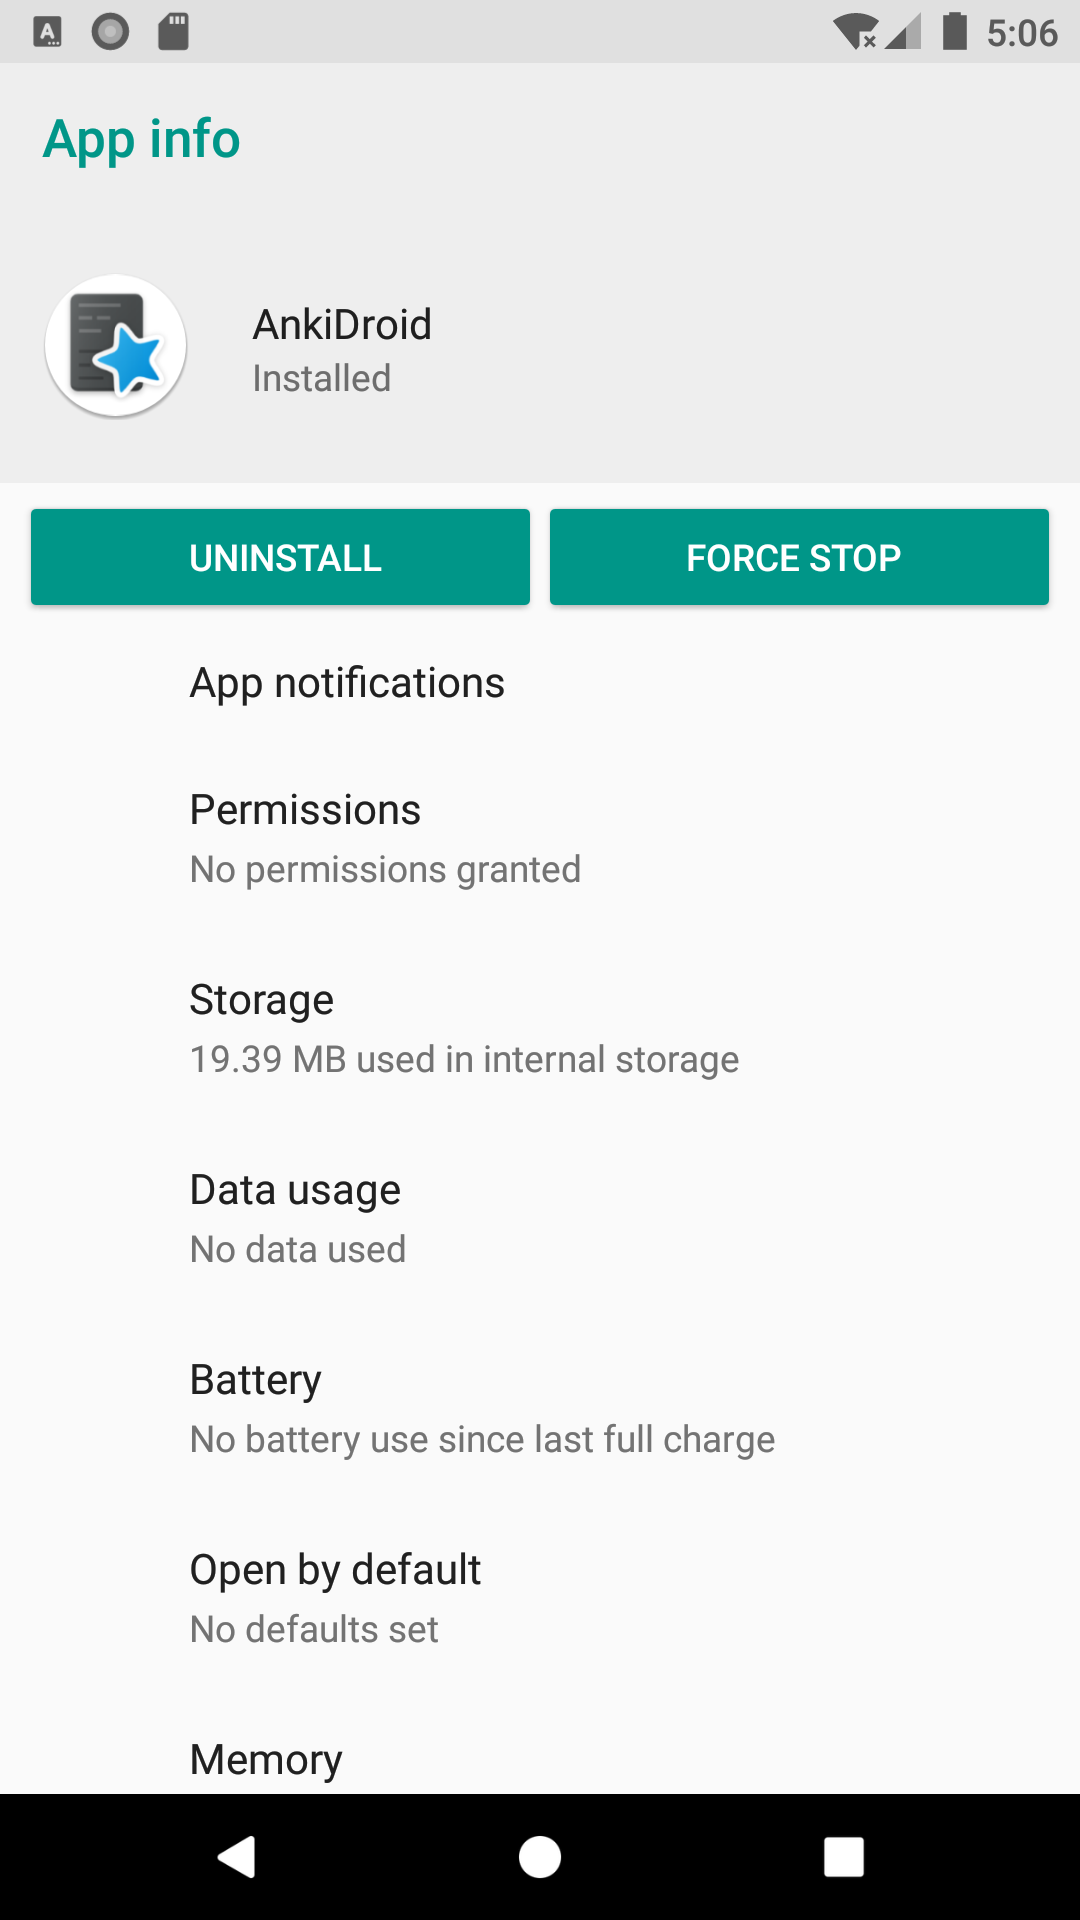 5:06
App info
AnkiDroid
Installed
UNINSTALL
FORCE STOP
App notifications
Permissions
No permissions granted
Storage
19.39 MB used in internal storage
Data usage
No data used
Battery
No battery use since last full charge
Open by default
No defaults set
Memory